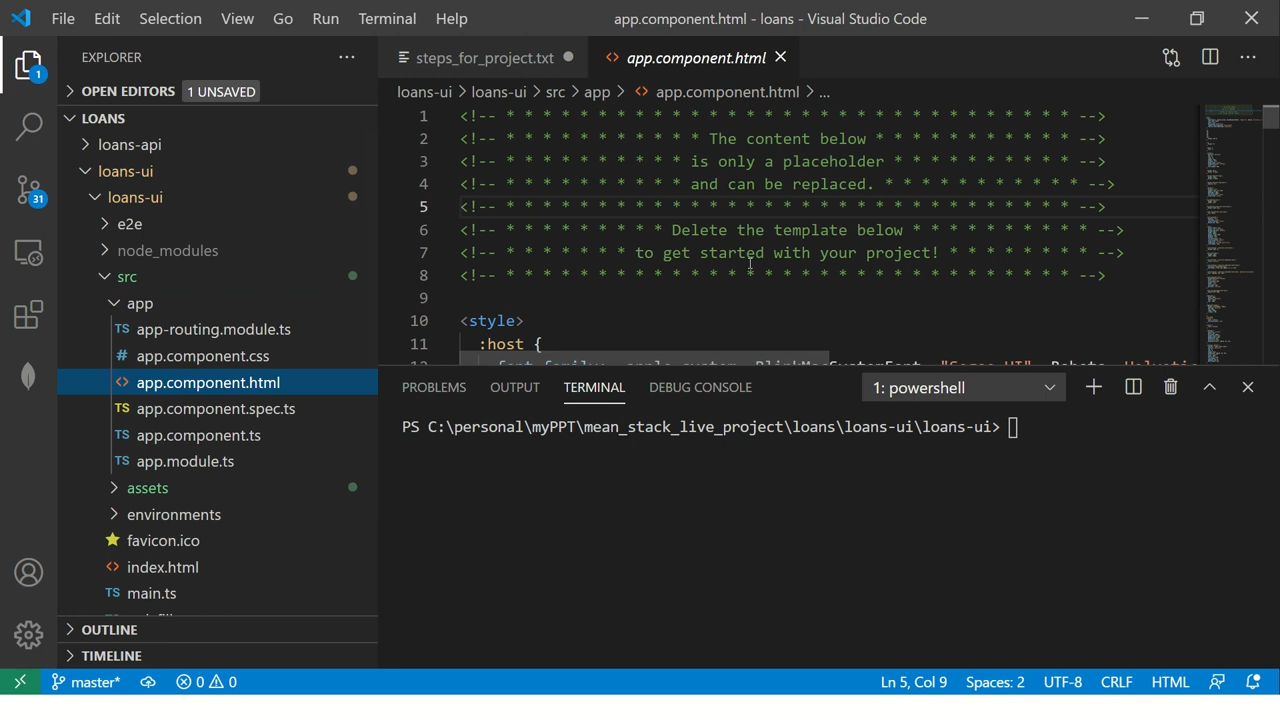 File Edit Selection View Go Run Terminal Help app.component.html - loans - Visual Studio Code
EXPLORER
steps_for_project.txt
app.component.html
OPEN EDITORS 1 UNSAVED
loans-ui > loans-ui > src > app > app.component.html > ...
LOANS
loans-api
loans-ui
loans-ui
e2e
node_modules
src
app
TS app-routing.module.ts
# app.component.css
<> app.component.html
TS app.component.spec.ts
TS app.component.ts
TS app.module.ts
assets
environments
favicon.ico
<> index.html
TS main.ts
OUTLINE
TIMELINE
1
31
1 <!-- * * * * * * * * * * * * * * * * * * * * * * * * * * * * * * * -->
2 <!-- * * * * * * * * * * * The content below * * * * * * * * * * * -->
3 <!-- * * * * * * * * * * is only a placeholder * * * * * * * * * * -->
4 <!-- * * * * * * * * * * and can be replaced. * * * * * * * * * * * -->
5 <!-- * * * * * * * * * * * * * * * * * * * * * * * * * * * * * * * -->
6 <!-- * * * * * * * * * Delete the template below * * * * * * * * * * -->
7 <!-- * * * * * * * to get started with your project! * * * * * * * * -->
8 <!-- * * * * * * * * * * * * * * * * * * * * * * * * * * * * * * * -->
9
10 <style>
11 :host {
PROBLEMS OUTPUT TERMINAL DEBUG CONSOLE 1: powershell
PS C:\personal\myPPT\mean_stack_live_project\loans\loans-ui\loans-ui>
master* 0 0 Ln 5, Col 9 Spaces: 2 UTF-8 CRLF HTML